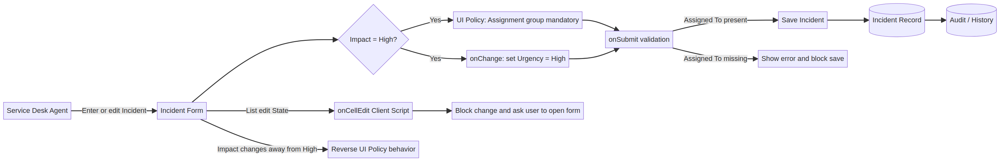 Service Desk Agent
Enter or edit Incident
Incident Form
Impact = High?
Yes
UI Policy: Assignment group mandatory
Yes
onChange: set Urgency = High
onSubmit validation
Assigned To present
Save Incident
Incident Record
Audit / History
Assigned To missing
Show error and block save
List edit State
onCellEdit Client Script
Block change and ask user to open form
Impact changes away from High
Reverse UI Policy behavior